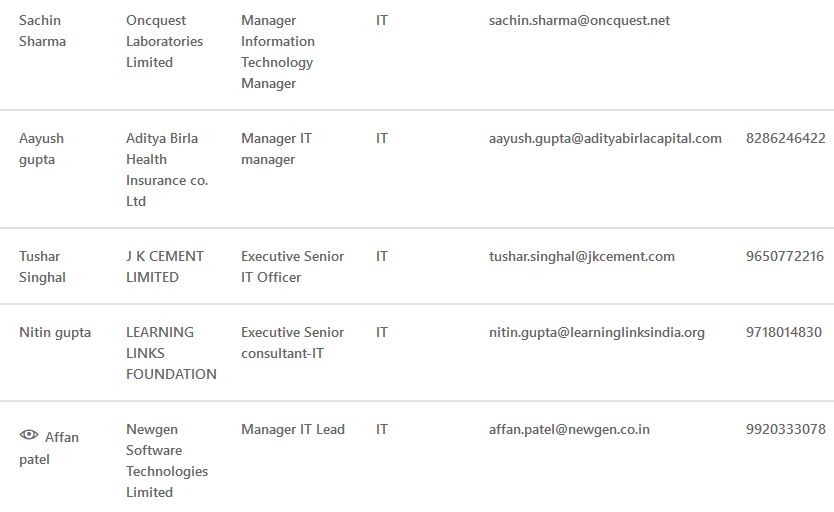 Sachin Sharma
Oncquest Laboratories Limited
Manager Information Technology Manager
IT
sachin.sharma@oncquest.net
Aayush gupta
Aditya Birla Health Insurance co. Ltd
Manager IT manager
IT
aayush.gupta@adityabirlacapital.com
8286246422
Tushar Singhal
J K CEMENT LIMITED
Executive Senior IT Officer
IT
tushar.singhal@jkcement.com
9650772216
Nitin gupta
LEARNING LINKS FOUNDATION
Executive Senior consultant-IT
IT
nitin.gupta@learninglinksindia.org
9718014830
Affan patel
Newgen Software Technologies Limited
Manager IT Lead
IT
affan.patel@newgen.co.in
9920333078